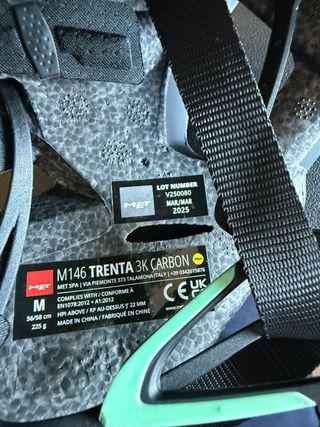 LOT NUMBER
V250080
MAR/MAR
2025
MET
MET
M146 TRENTA 3K CARBON
MET SPA | VIA PIEMONTE 373 TALAMONA ITALY | +39 0342615876
M
56/58 cm
225 g
COMPLIES WITH / CONFORME À
EN1078:2012 + A1:2012
HPI ABOVE / RP AU-DESSUS 22 MM
MADE IN CHINA / FABRIQUÉ EN CHINE
CE UK